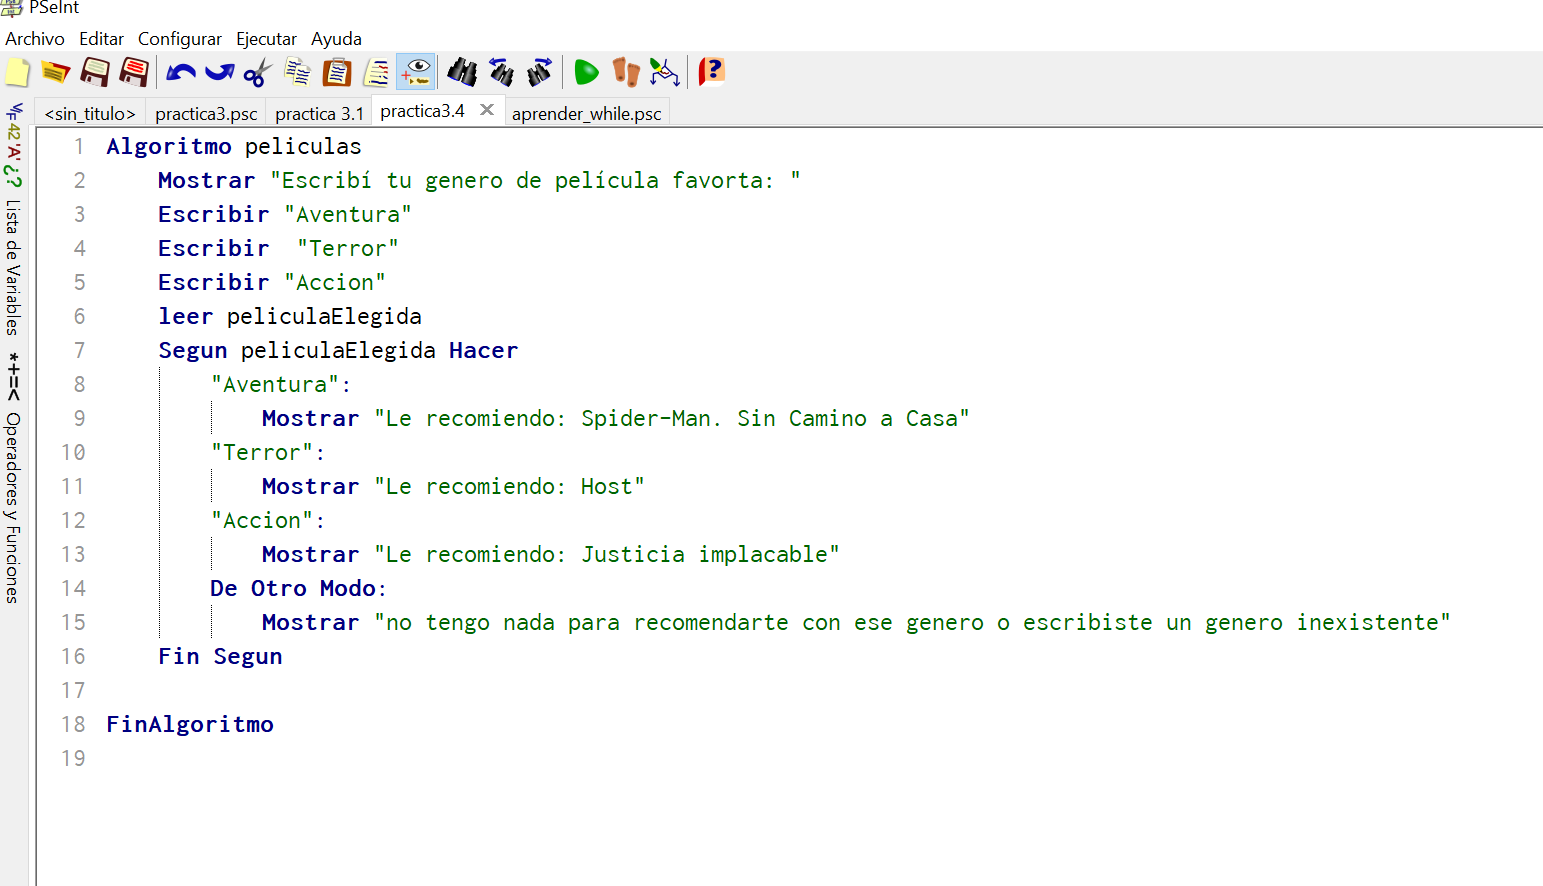 PSeInt
Archivo Editar Configurar Ejecutar Ayuda
<sin_titulo> practica3.psc practica 3.1 practica3.4 aprender_while.psc
1 Algoritmo peliculas
2 Mostrar "Escribí tu genero de película favorta: "
3 Escribir "Aventura"
4 Escribir  "Terror"
5 Escribir "Accion"
6 leer peliculaElegida
7 Segun peliculaElegida Hacer
8 "Aventura":
9 Mostrar "Le recomiendo: Spider-Man. Sin Camino a Casa"
10 "Terror":
11 Mostrar "Le recomiendo: Host"
12 "Accion":
13 Mostrar "Le recomiendo: Justicia implacable"
14 De Otro Modo:
15 Mostrar "no tengo nada para recomendarte con ese genero o escribiste un genero inexistente"
16 Fin Segun
17
18 FinAlgoritmo
19
V/F 42 'A' ¿? Lista de Variables
*+=< Operadores y Funciones